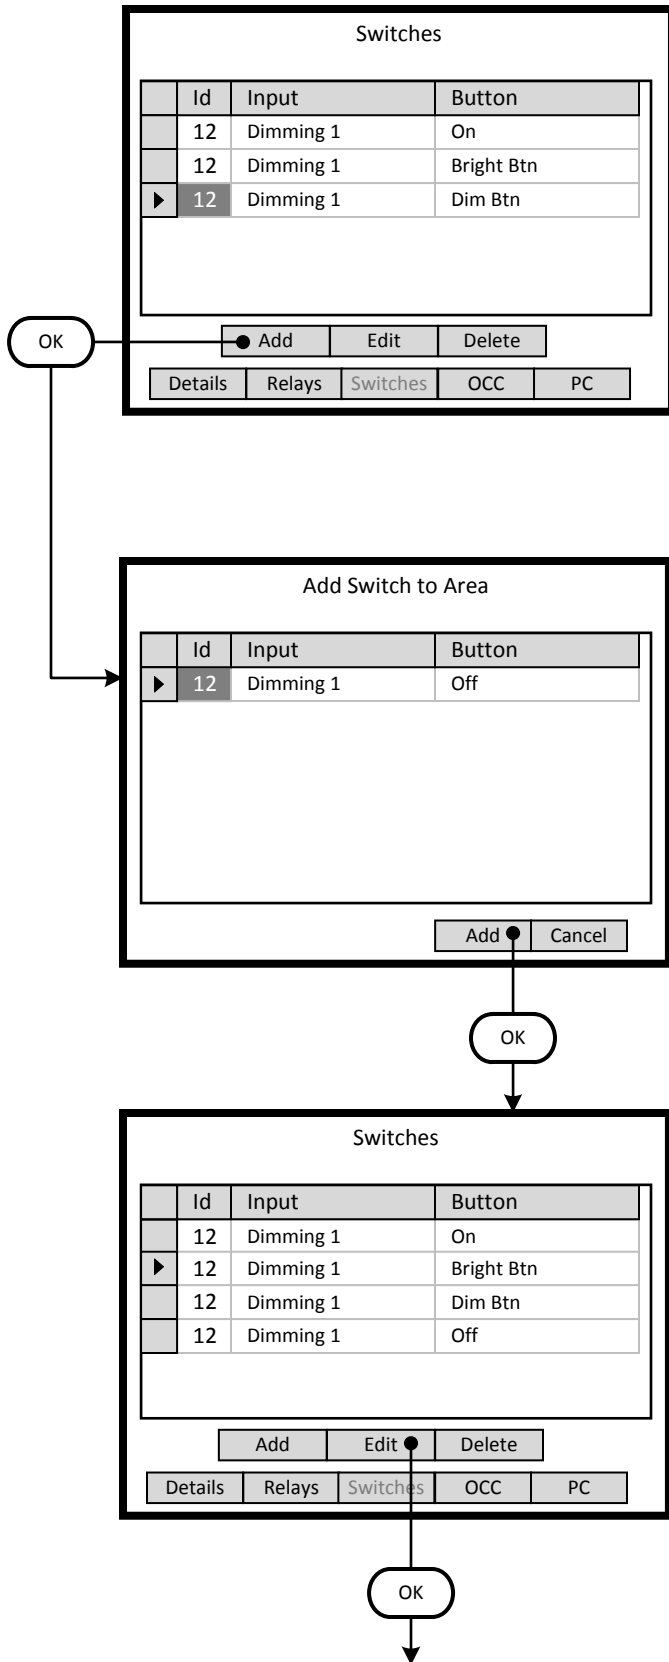 Switches
Id Input Button
12 Dimming 1 On
12 Dimming 1 Bright Btn
12 Dimming 1 Dim Btn
OK
Add Edit Delete
Details Relays Switches OCC PC
Add Switch to Area
Id Input Button
12 Dimming 1 Off
Add Cancel
OK
Switches
Id Input Button
12 Dimming 1 On
12 Dimming 1 Bright Btn
12 Dimming 1 Dim Btn
12 Dimming 1 Off
Add Edit Delete
Details Relays Switches OCC PC
OK